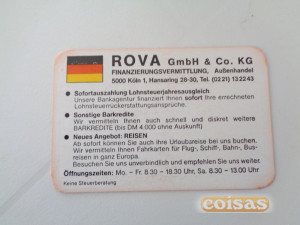 ROVA GmbH & Co. KG
FINANZIERUNGSVERMITTLUNG, Außenhandel
5000 Köln 1, Hansaring 28-30, Tel. (0221) 132243
● Sofortauszahlung Lohnsteuerjahresausgleich
Unsere Bankagentur finanziert Ihnen sofort Ihre errechneten
Lohnsteuerrückerstattungsansprüche.
● Sonstige Barkredite
Wir vermitteln Ihnen auch schnell und diskret weitere
BARKREDITE (bis DM 4.000 ohne Auskunft)
● Neues Angebot: REISEN
Ab sofort können Sie auch Ihre Urlaubsreise bei uns buchen.
Wir vermitteln Ihnen Fahrkarten für Flug-, Schiff-, Bahn-, Bus-
reisen in ganz Europa.
Besuchen Sie uns unverbindlich und empfehlen Sie uns weiter.
Öffnungszeiten: Mo. - Fr. 8.30 - 18.30 Uhr, Sa. 8.30 - 13.00 Uhr
Keine Steuerberatung
coisas